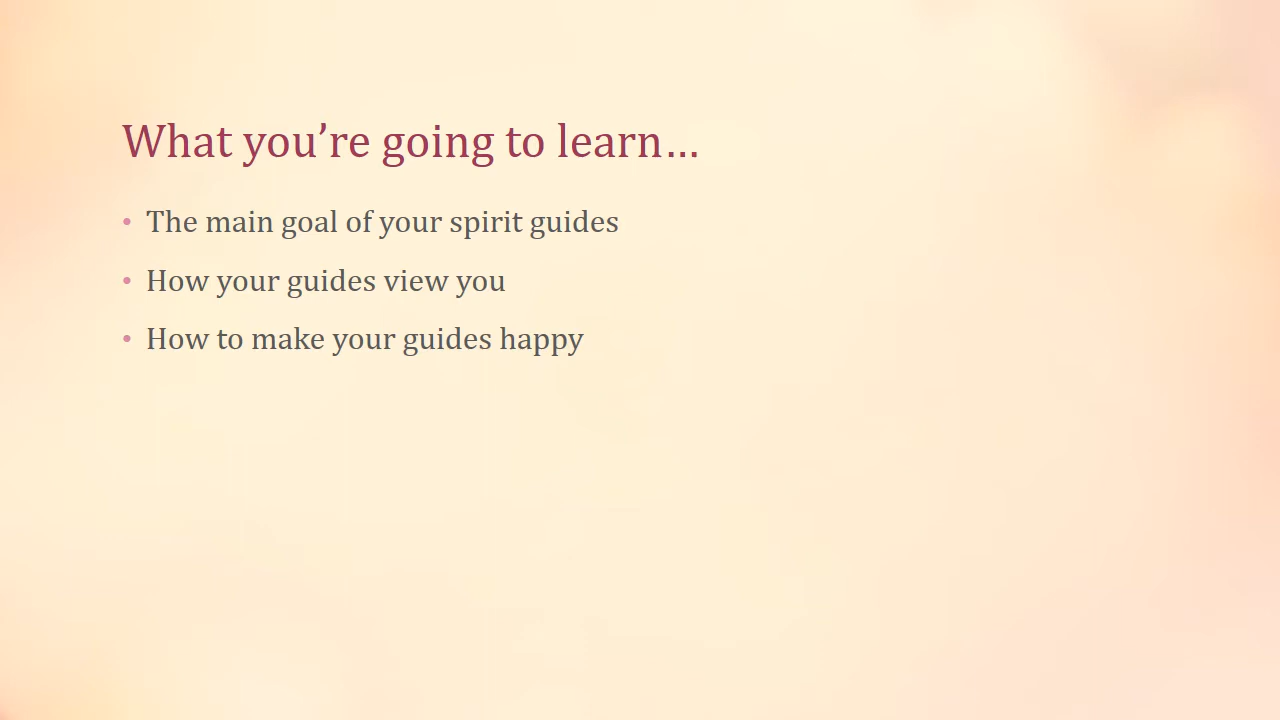 What you’re going to learn…
• The main goal of your spirit guides
• How your guides view you
• How to make your guides happy